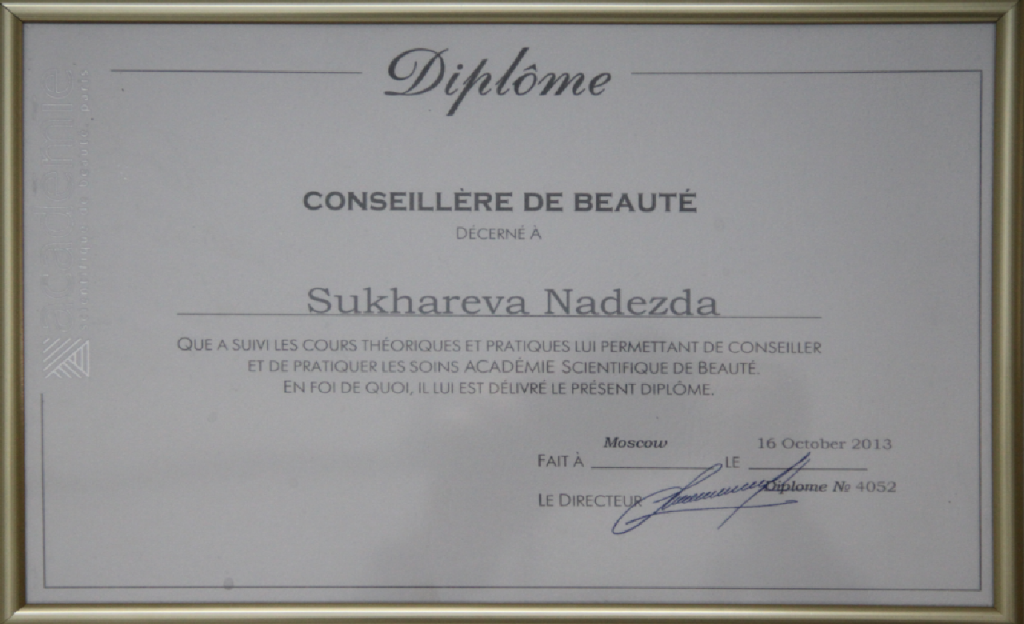 Diplôme
CONSEILLÈRE DE BEAUTÉ
DÉCERNÉ À
Sukhareva Nadezda
QUE A SUIVI LES COURS THÉORIQUES ET PRATIQUES LUI PERMETTANT DE CONSEILLER
ET DE PRATIQUER LES SOINS ACADÉMIE SCIENTIFIQUE DE BEAUTÉ.
EN FOI DE QUOI, IL LUI EST DÉLIVRÉ LE PRÉSENT DIPLÔME.
FAIT À Moscow LE 16 October 2013
LE DIRECTEUR Diplome № 4052
académie